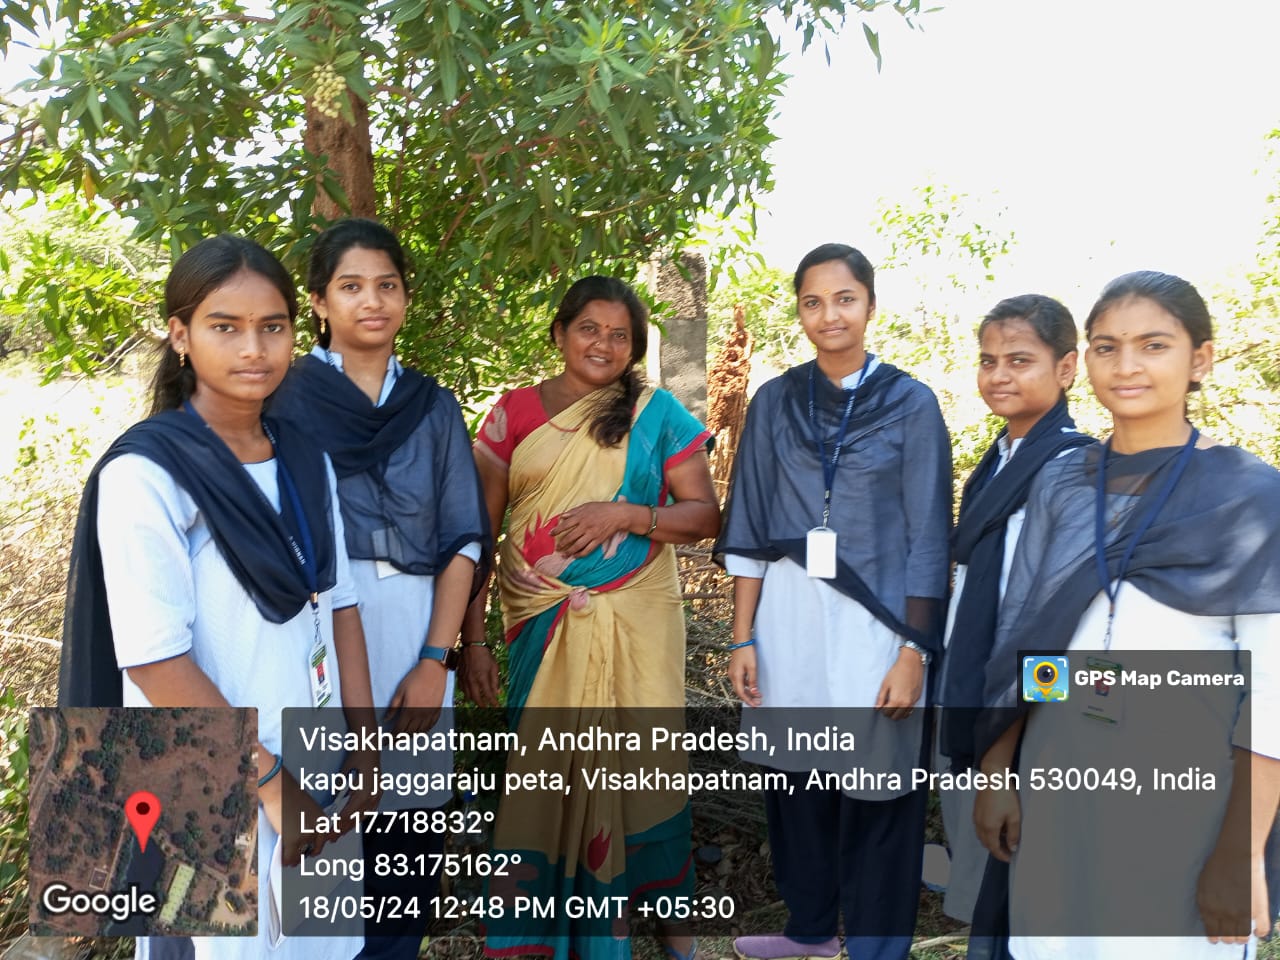 GPS Map Camera
Visakhapatnam, Andhra Pradesh, India
kapu jaggaraju peta, Visakhapatnam, Andhra Pradesh 530049, India
Lat 17.718832°
Long 83.175162°
18/05/24 12:48 PM GMT +05:30
Google